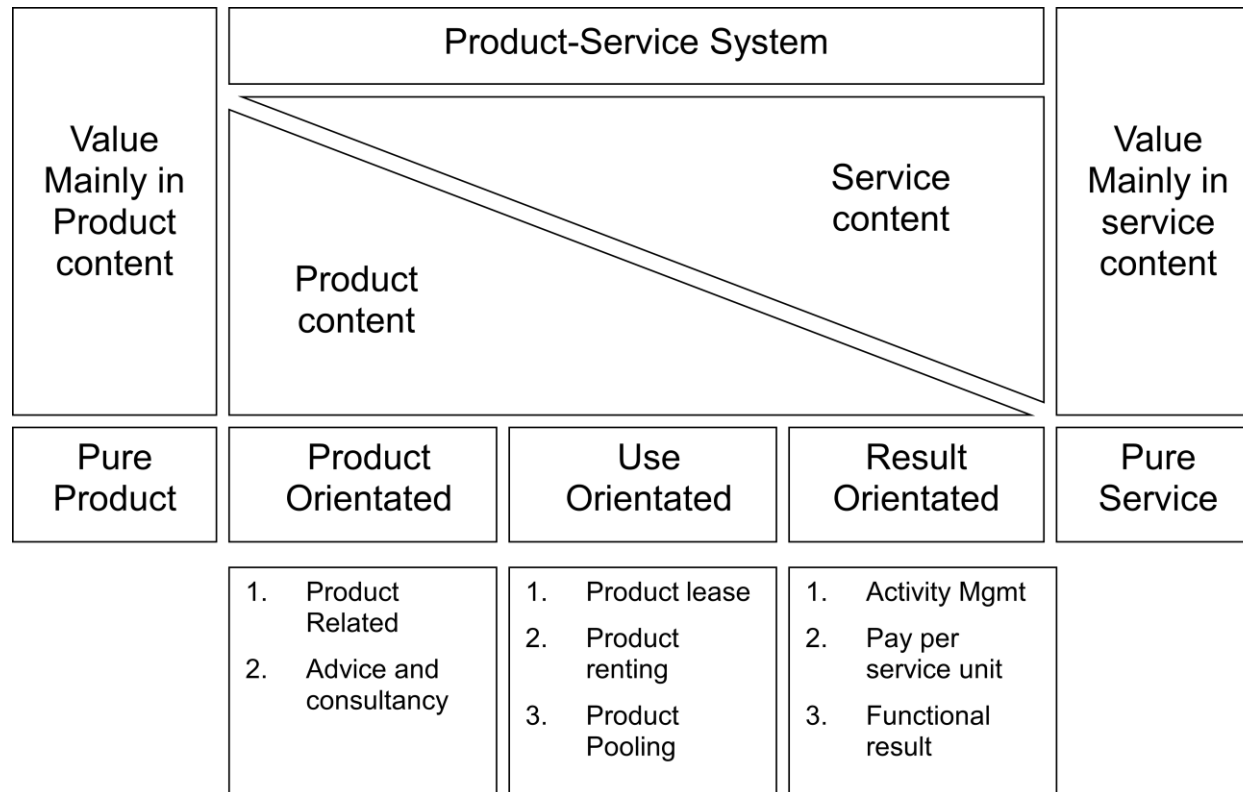 Product-Service System
Value
Mainly in
Product
content
Product
content
Service
content
Value
Mainly in
service
content
Pure
Product
Product
Orientated
Use
Orientated
Result
Orientated
Pure
Service
1. Product
Related
2. Advice and
consultancy
1. Product lease
2. Product
renting
3. Product
Pooling
1. Activity Mgmt
2. Pay per
service unit
3. Functional
result